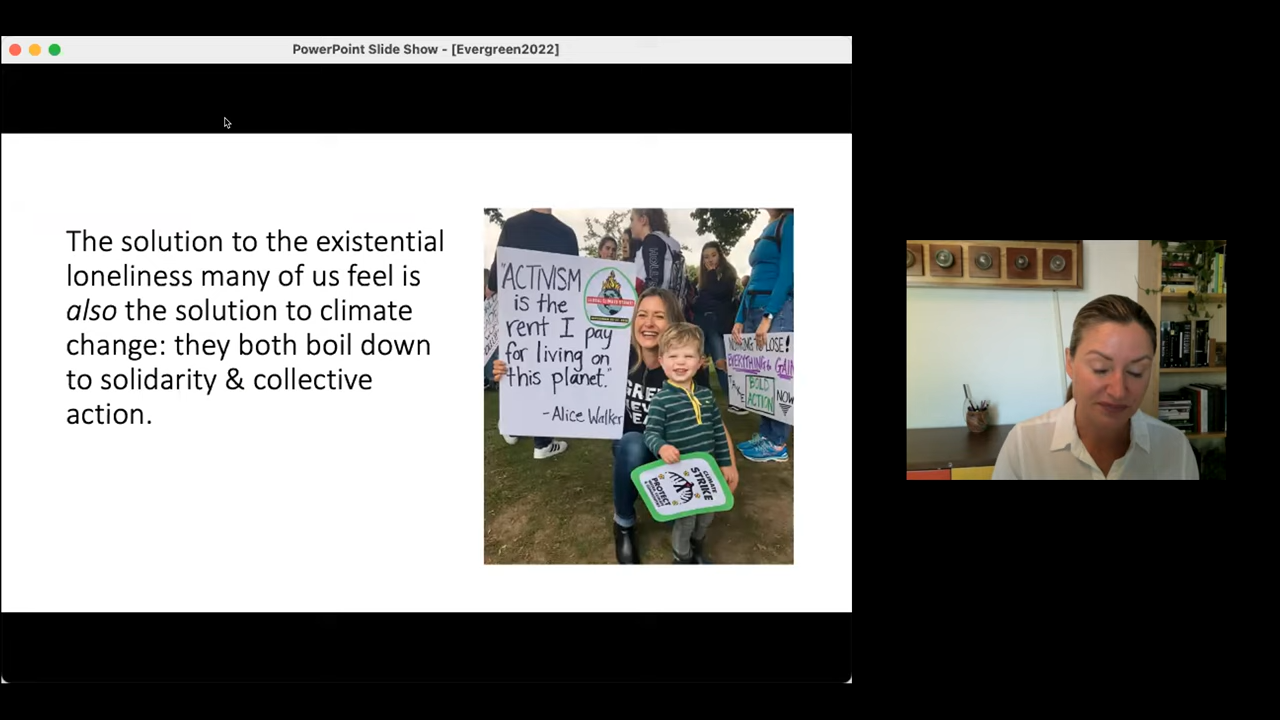 PowerPoint Slide Show - [Evergreen2022]
The solution to the existential
loneliness many of us feel is
also the solution to climate
change: they both boil down
to solidarity & collective
action.
"ACTIVISM
is the
rent I pay
for living on
this planet."
-Alice Walker
CLIMATE
STRIKE
PROTECT
TO LOSE!
EVERYTHING to GAIN
TAKE BOLD
ACTION NOW